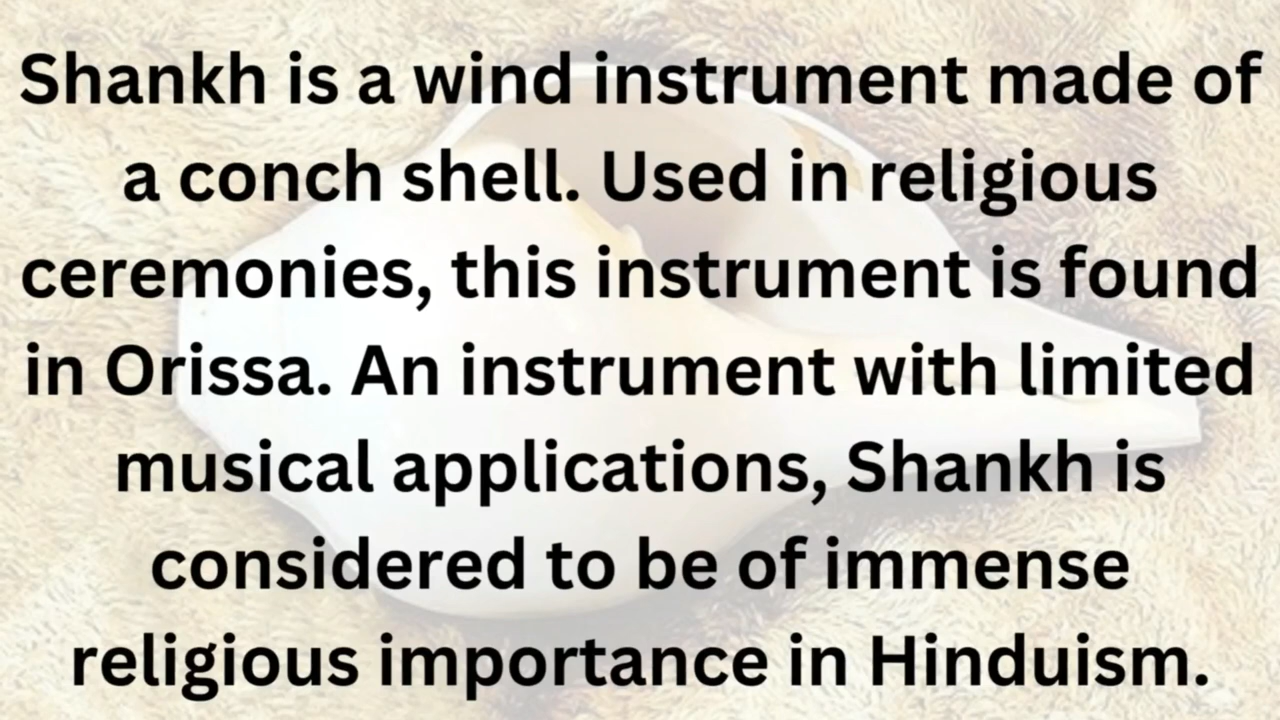 Shankh is a wind instrument made of
a conch shell. Used in religious
ceremonies, this instrument is found
in Orissa. An instrument with limited
musical applications, Shankh is
considered to be of immense
religious importance in Hinduism.